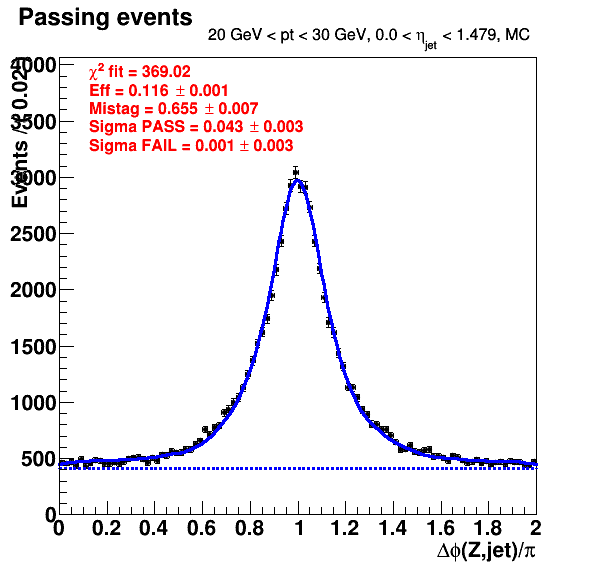 Passing events
20 GeV < pt < 30 GeV, 0.0 < η_jet < 1.479, MC
χ² fit = 369.02
Eff = 0.116 ± 0.001
Mistag = 0.655 ± 0.007
Sigma PASS = 0.043 ± 0.003
Sigma FAIL = 0.001 ± 0.003
4000
3500
3000
2500
2000
1500
1000
500
0
Events / ( 0.02 )
0 0.2 0.4 0.6 0.8 1 1.2 1.4 1.6 1.8 2
Δϕ(Z,jet)/π